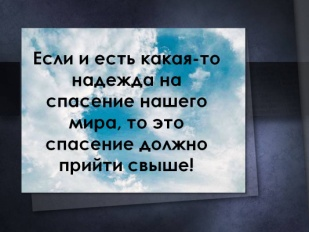 Если и есть какая-то
надежда на
спасение нашего
мира, то это
спасение должно
прийти свыше!